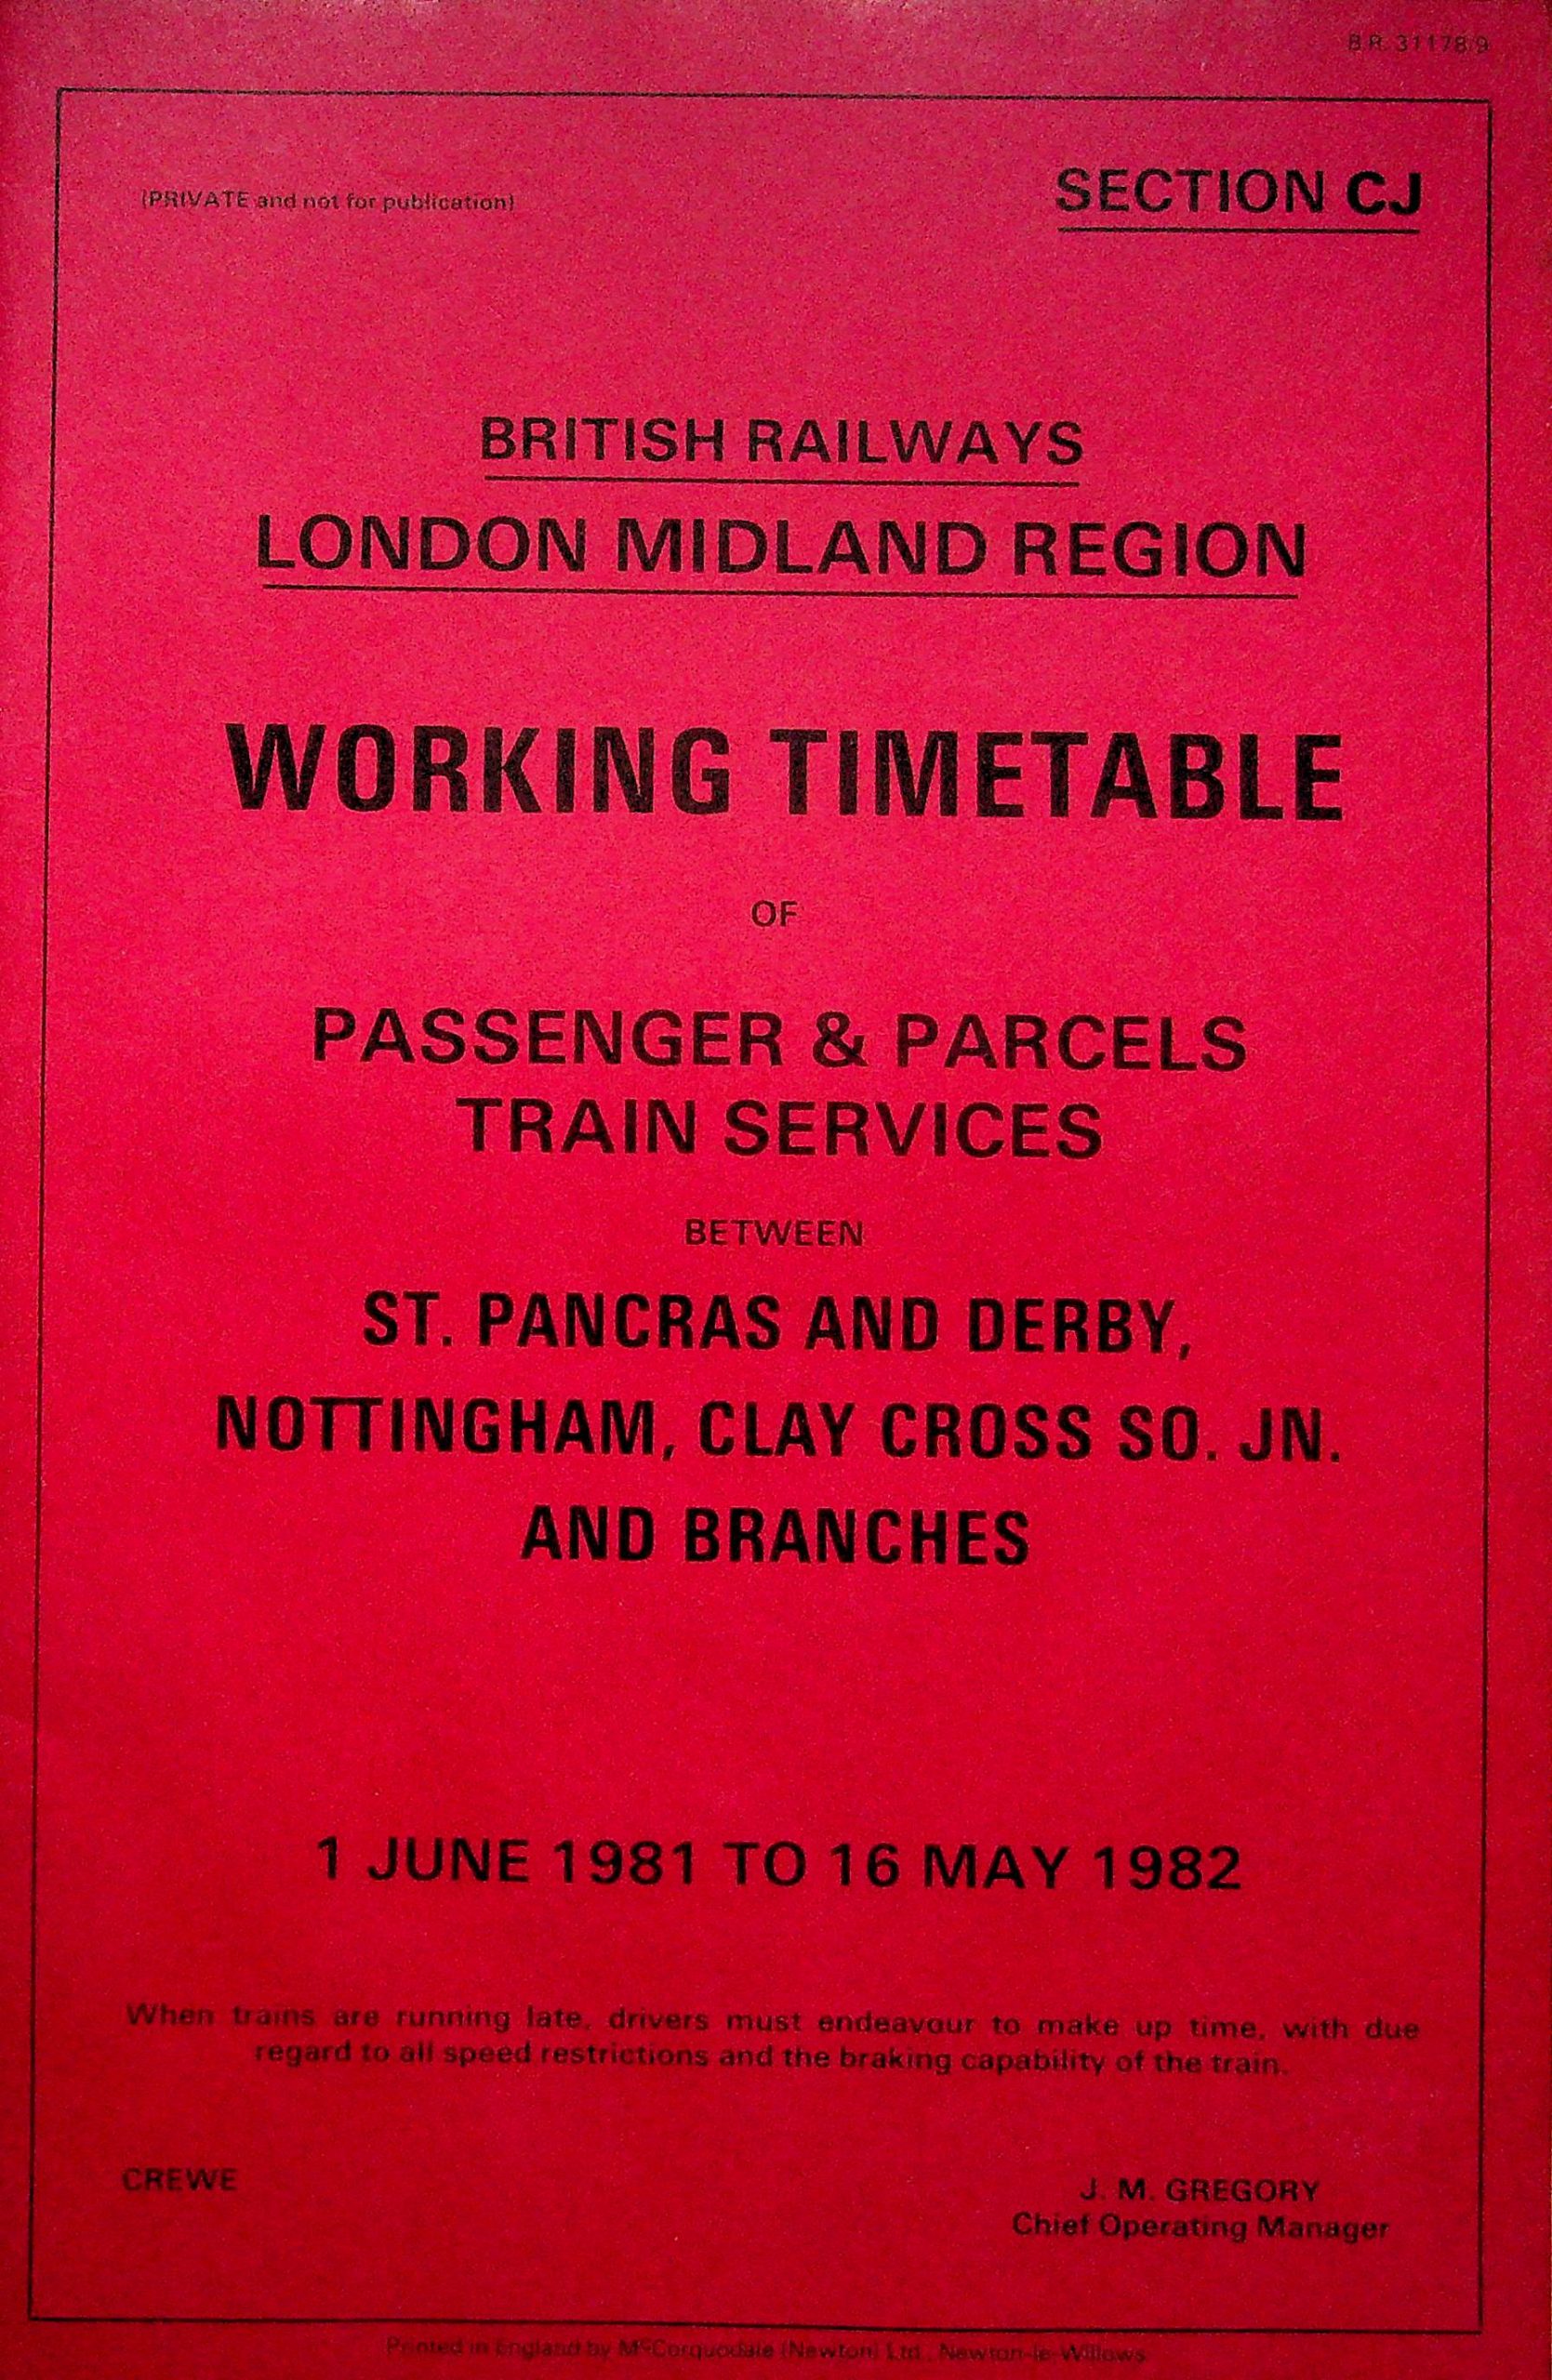 B.R. 31178/9
(PRIVATE and not for publication)
SECTION CJ
BRITISH RAILWAYS
LONDON MIDLAND REGION
WORKING TIMETABLE
OF
PASSENGER & PARCELS
TRAIN SERVICES
BETWEEN
ST. PANCRAS AND DERBY,
NOTTINGHAM, CLAY CROSS SO. JN.
AND BRANCHES
1 JUNE 1981 TO 16 MAY 1982
When trains are running late, drivers must endeavour to make up time, with due
regard to all speed restrictions and the braking capability of the train.
CREWE
J. M. GREGORY
Chief Operating Manager
Printed in England by McCorquodale (Newton) Ltd., Newton-le-Willows